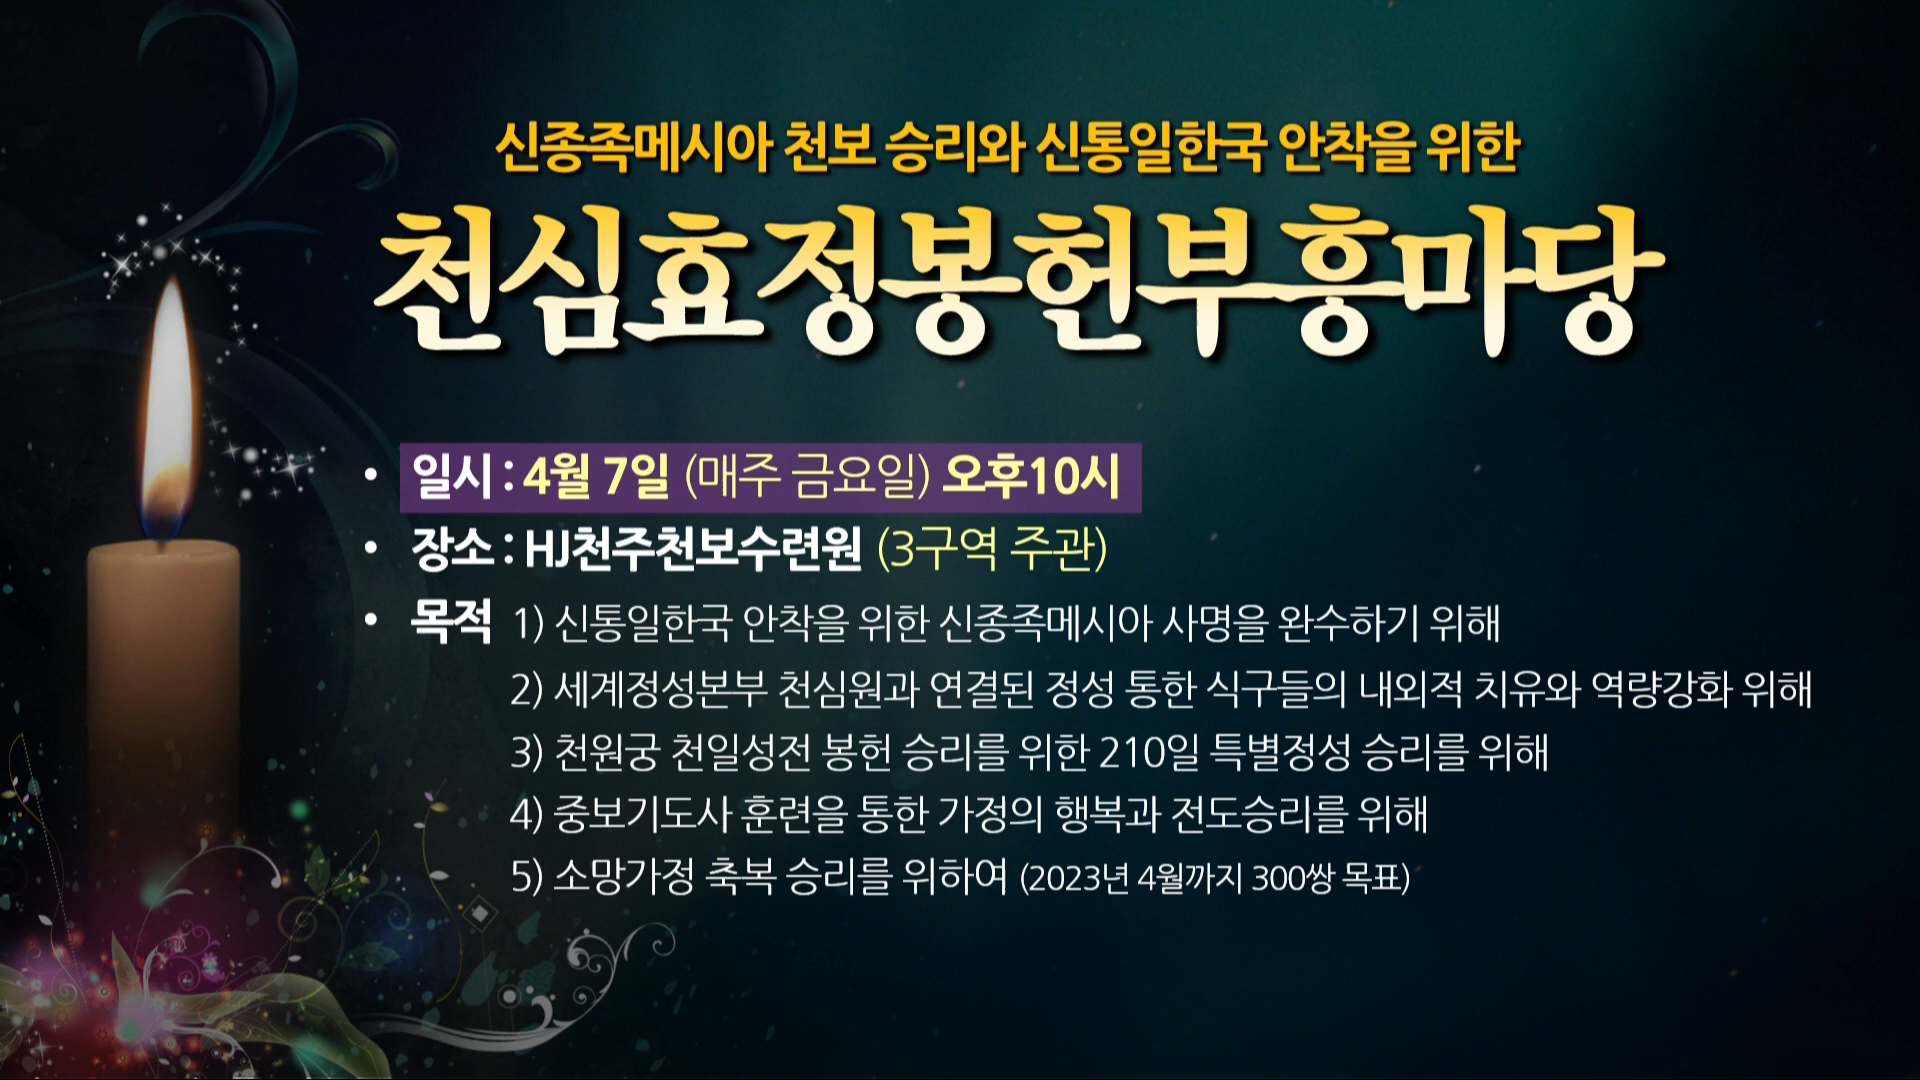 신종족메시아 천보 승리와 신통일한국 안착을 위한
천심효정봉헌부흥마당
• 일시 : 4월 7일 (매주 금요일) 오후10시
• 장소 : HJ천주천보수련원 (3구역 주관)
• 목적 1) 신통일한국 안착을 위한 신종족메시아 사명을 완수하기 위해
2) 세계정성본부 천심원과 연결된 정성 통한 식구들의 내외적 치유와 역량강화 위해
3) 천원궁 천일성전 봉헌 승리를 위한 210일 특별정성 승리를 위해
4) 중보기도사 훈련을 통한 가정의 행복과 전도승리를 위해
5) 소망가정 축복 승리를 위하여 (2023년 4월까지 300쌍 목표)